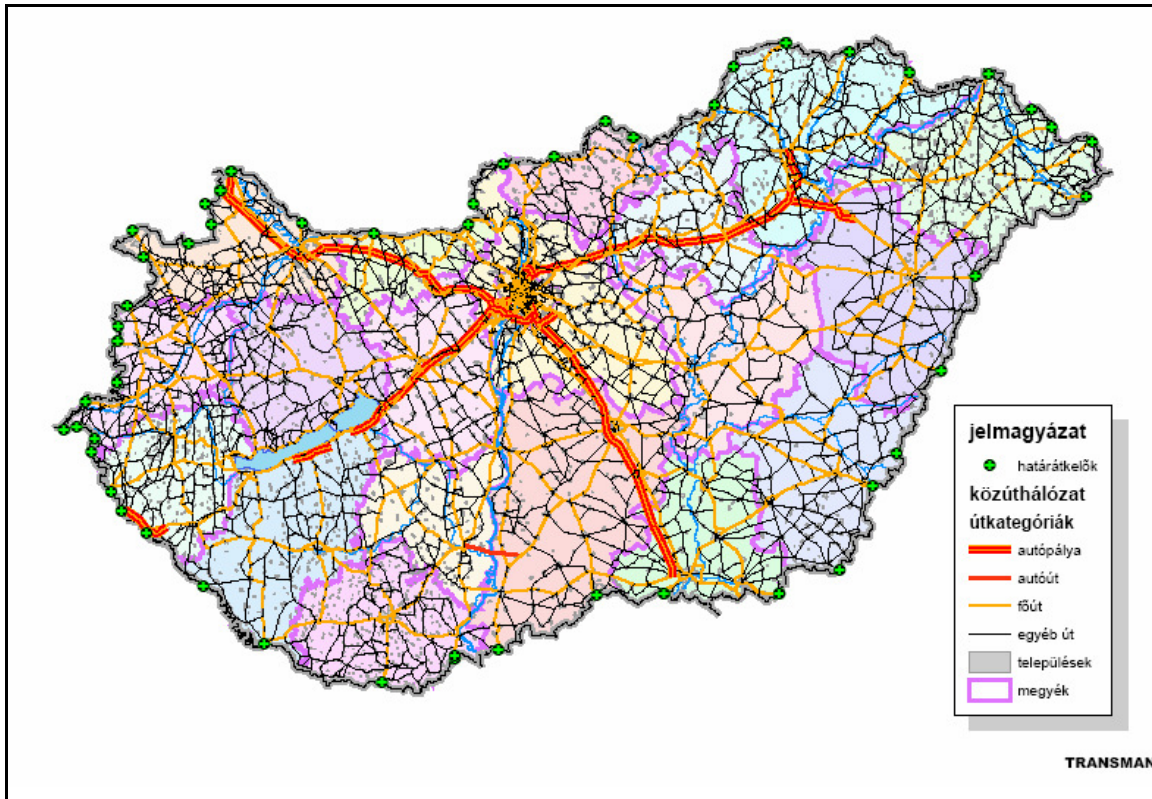 jelmagyázat
határátkelők
közúthálózat
útkategóriák
autópálya
autóút
főút
egyéb út
települések
megyék
TRANSMAN